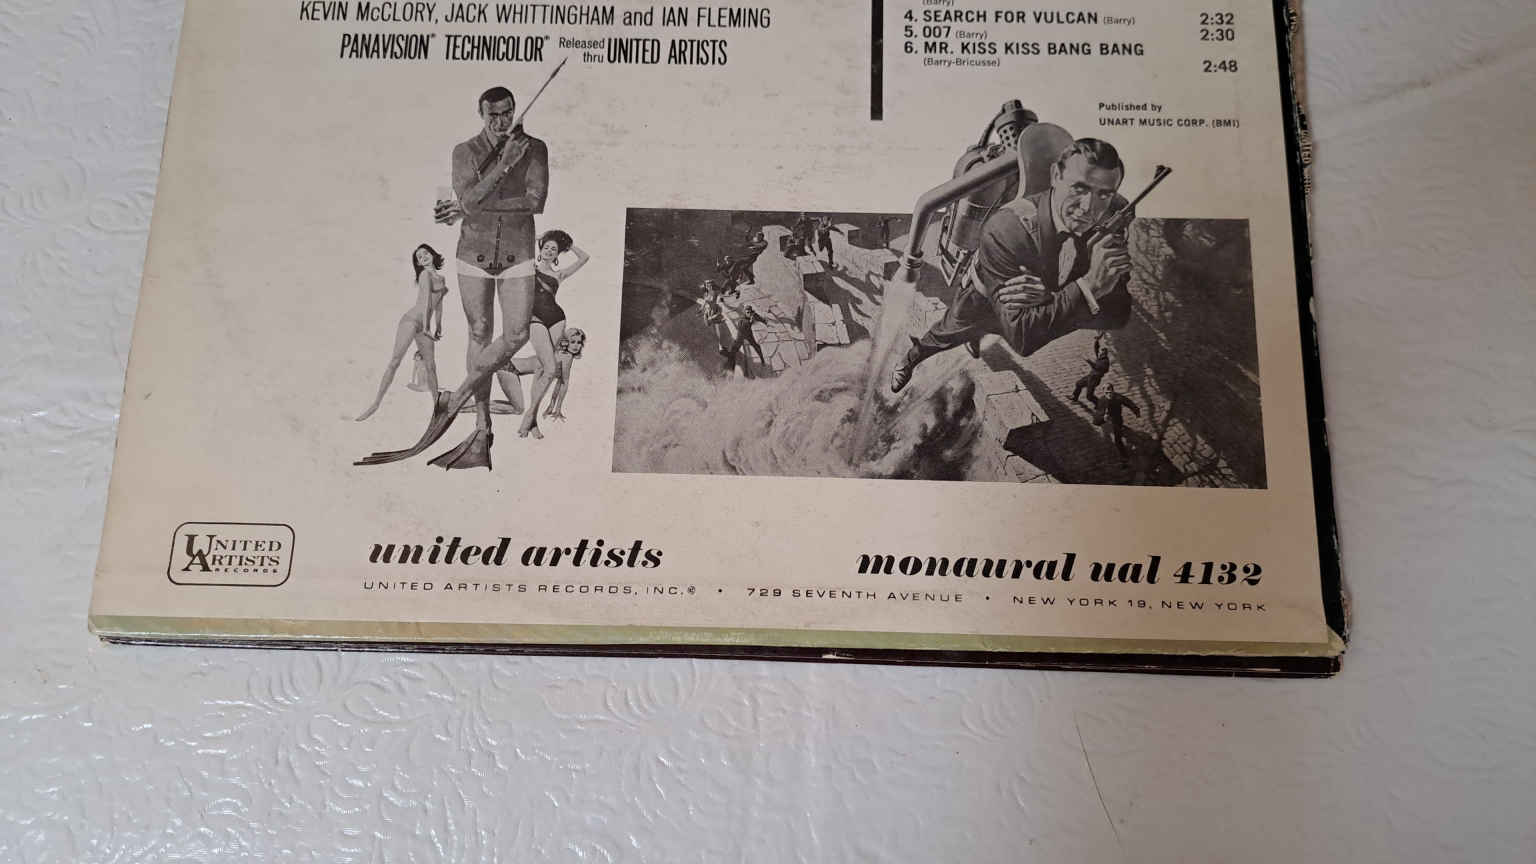 KEVIN McCLORY, JACK WHITTINGHAM and IAN FLEMING
PANAVISION® TECHNICOLOR® Released thru UNITED ARTISTS
(Barry)
4. SEARCH FOR VULCAN (Barry) 2:32
5. 007 (Barry) 2:30
6. MR. KISS KISS BANG BANG
(Barry-Bricusse) 2:48
Published by
UNART MUSIC CORP. (BMI)
UNITED
ARTISTS
RECORDS
united artists
monaural ual 4132
UNITED ARTISTS RECORDS, INC.® • 729 SEVENTH AVENUE • NEW YORK 19, NEW YORK